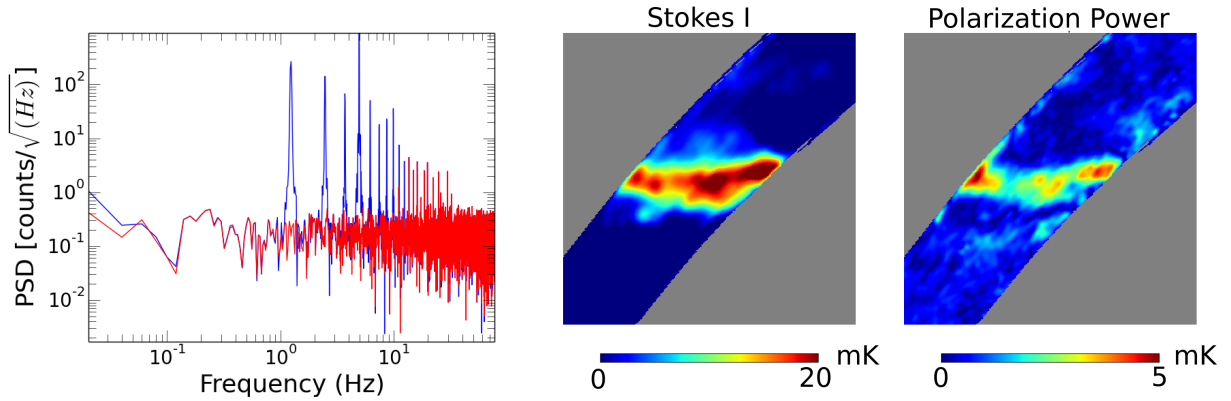 Stokes I
Polarization Power
PSD [counts/√(Hz) ]
10²
10¹
10⁰
10⁻¹
10⁻²
10⁻¹ 10⁰ 10¹
Frequency (Hz)
0 20 mK
0 5 mK